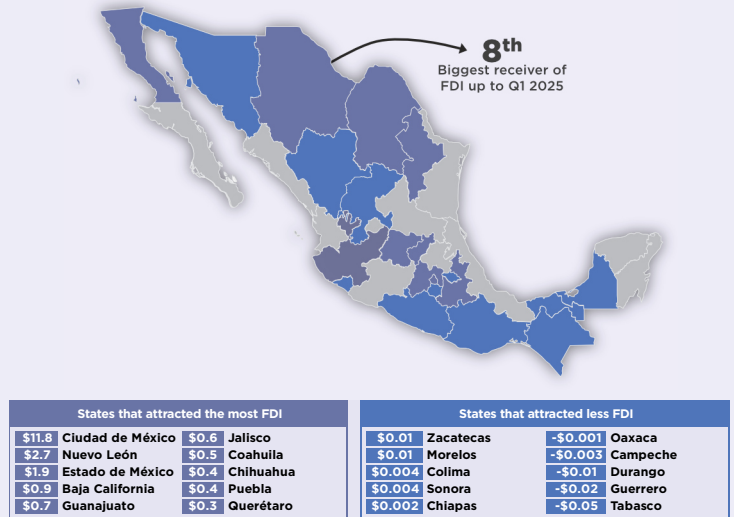 8th
Biggest receiver of
FDI up to Q1 2025
States that attracted the most FDI
$11.8 Ciudad de México $0.6 Jalisco
$2.7 Nuevo León $0.5 Coahuila
$1.9 Estado de México $0.4 Chihuahua
$0.9 Baja California $0.4 Puebla
$0.7 Guanajuato $0.3 Querétaro
States that attracted less FDI
$0.01 Zacatecas -$0.001 Oaxaca
$0.01 Morelos -$0.003 Campeche
$0.004 Colima -$0.01 Durango
$0.004 Sonora -$0.02 Guerrero
$0.002 Chiapas -$0.05 Tabasco